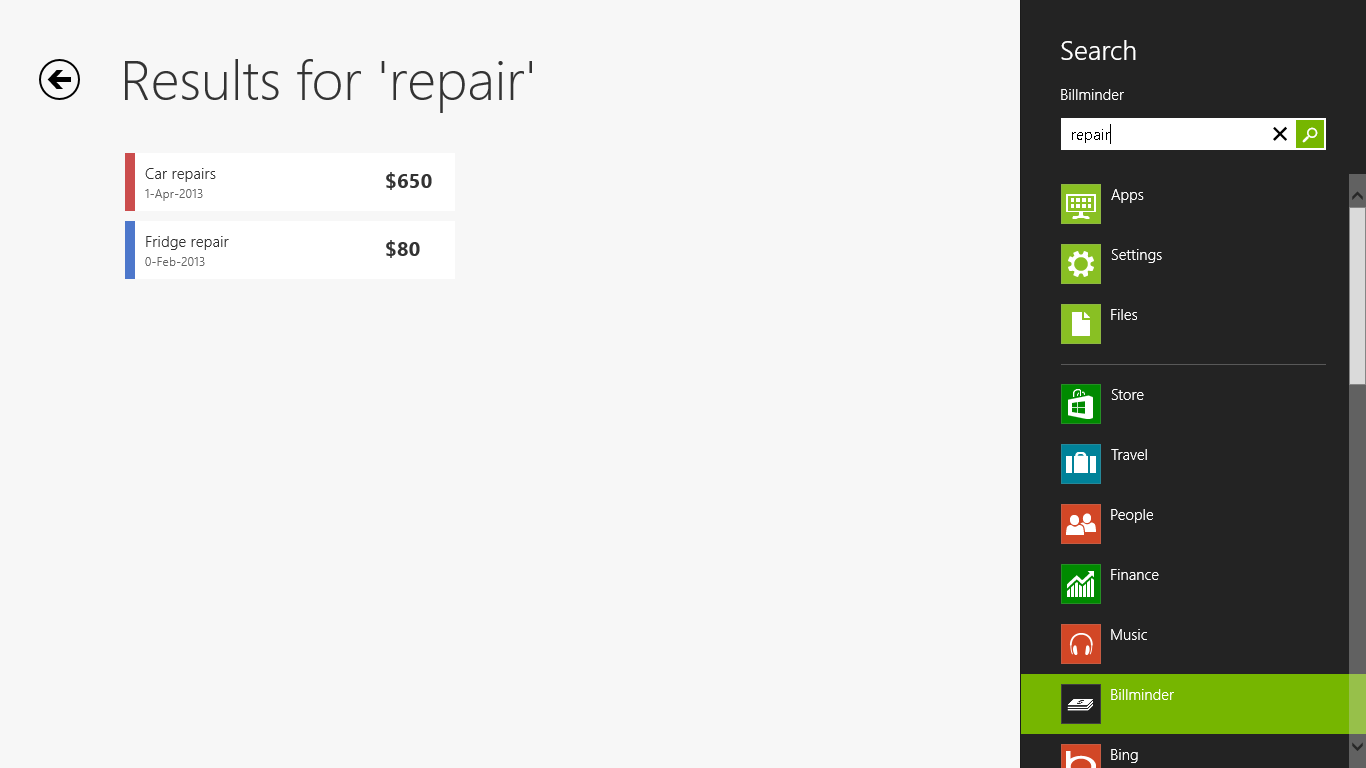 Results for 'repair'
Car repairs
$650
1-Apr-2013
Fridge repair
$80
0-Feb-2013
Search
Billminder
repair
Apps
Settings
Files
Store
Travel
People
Finance
Music
Billminder
Bing